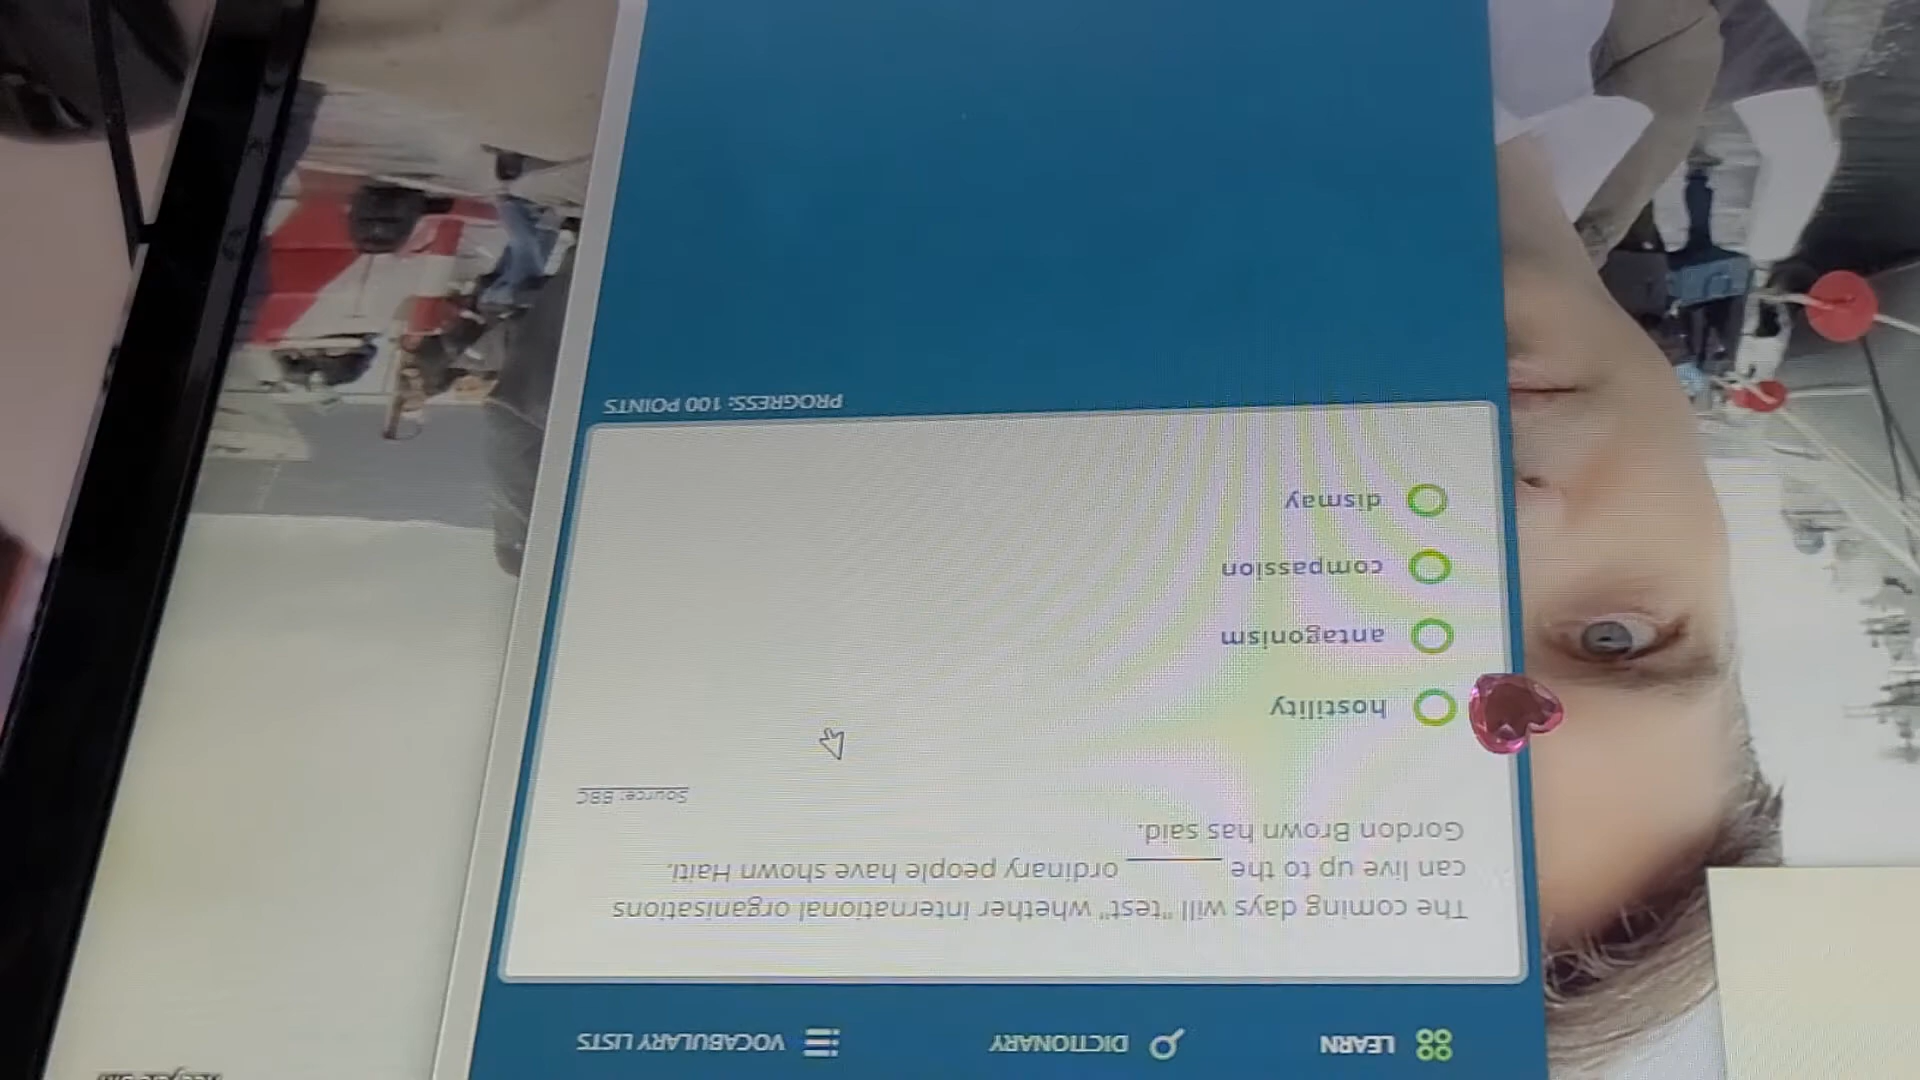 LEARN
DICTIONARY
VOCABULARY LISTS
The coming days will "test" whether international organisations
can live up to the ________ ordinary people have shown Haiti,
Gordon Brown has said.
Source: BBC
hostility
antagonism
compassion
dismay
PROGRESS: 100 POINTS